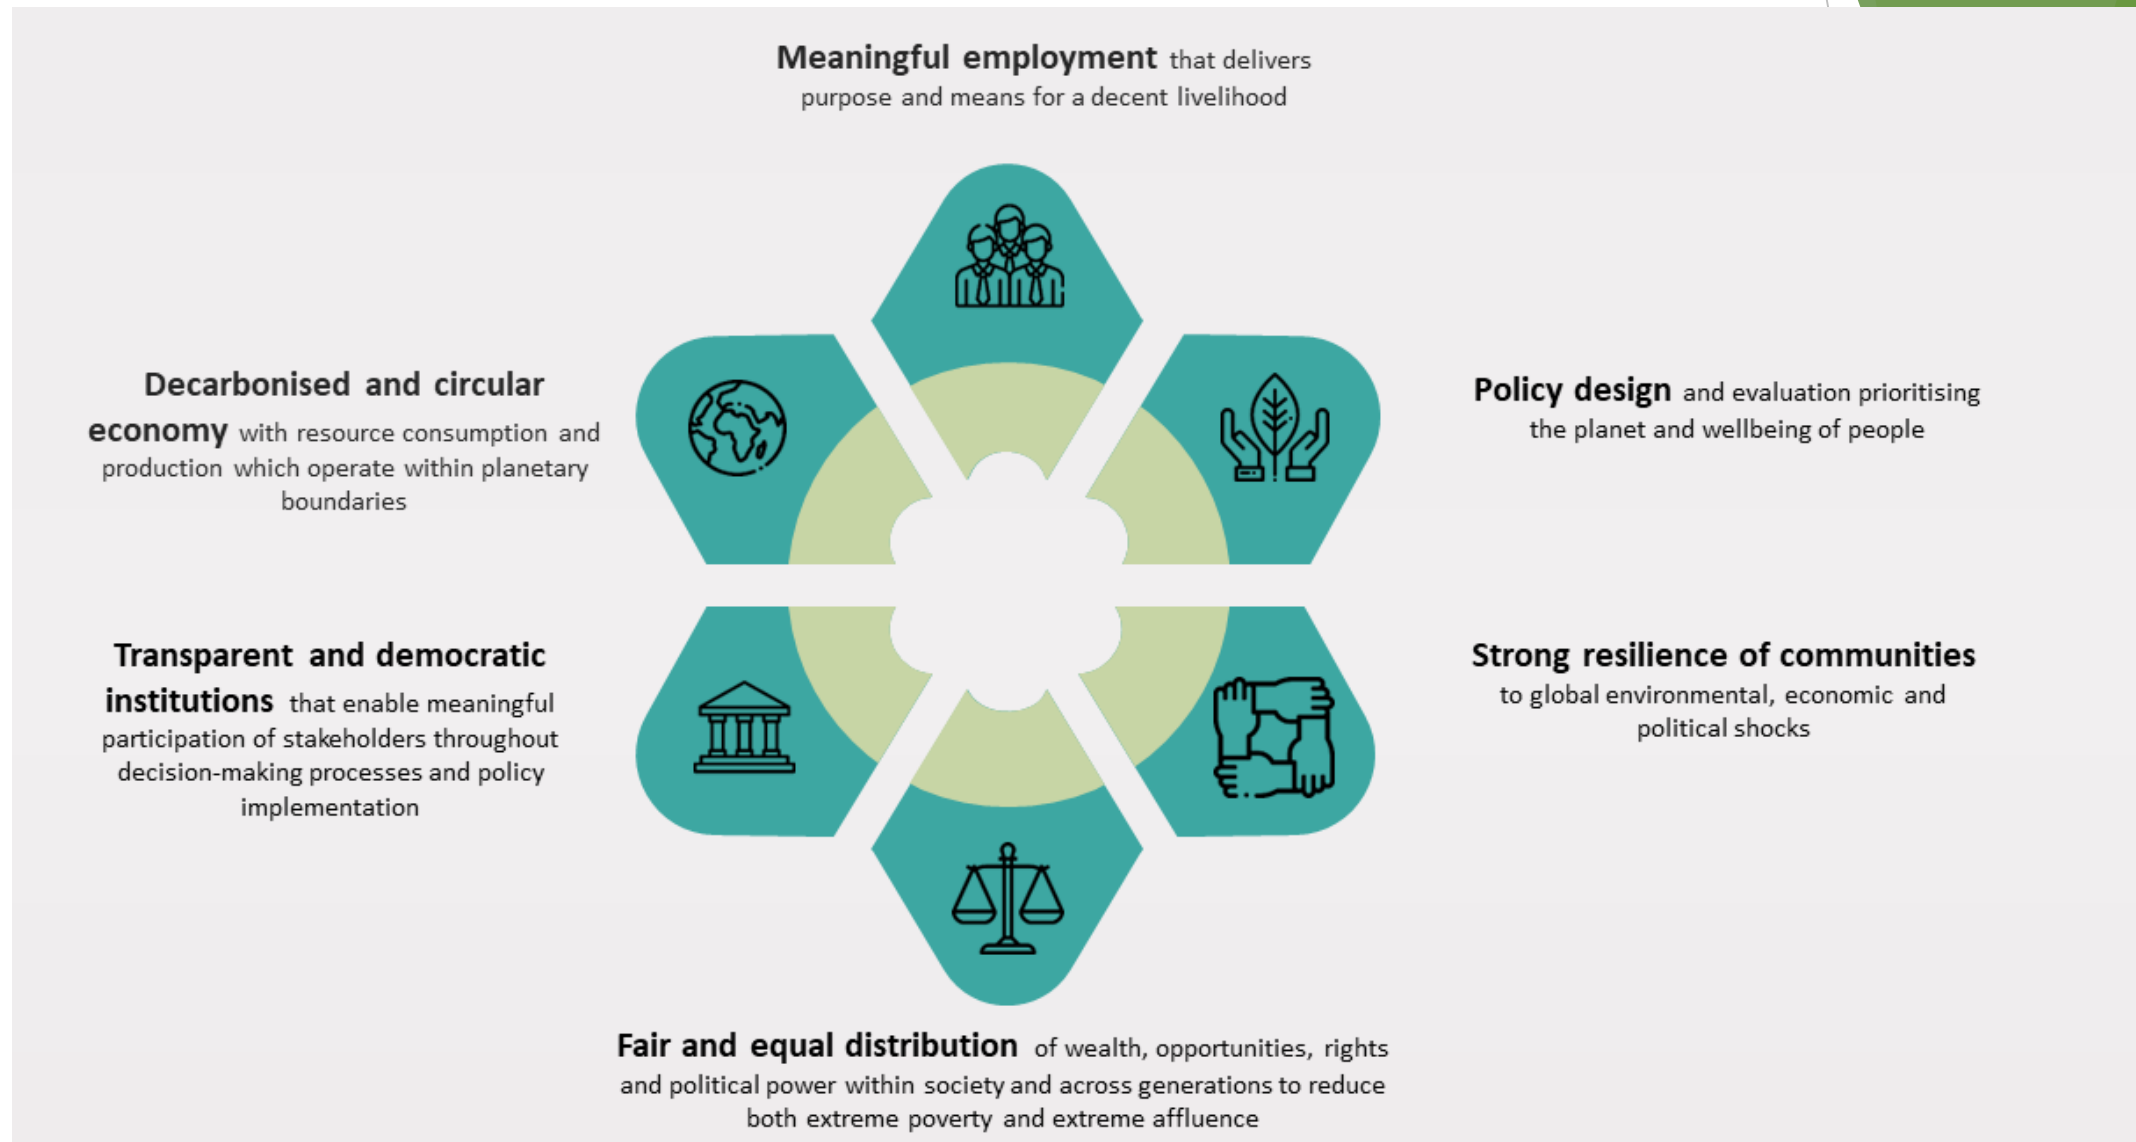 Meaningful employment that delivers
purpose and means for a decent livelihood
Decarbonised and circular
economy with resource consumption and
production which operate within planetary
boundaries
Policy design and evaluation prioritising
the planet and wellbeing of people
Transparent and democratic
institutions that enable meaningful
participation of stakeholders throughout
decision-making processes and policy
implementation
Strong resilience of communities
to global environmental, economic and
political shocks
Fair and equal distribution of wealth, opportunities, rights
and political power within society and across generations to reduce
both extreme poverty and extreme affluence